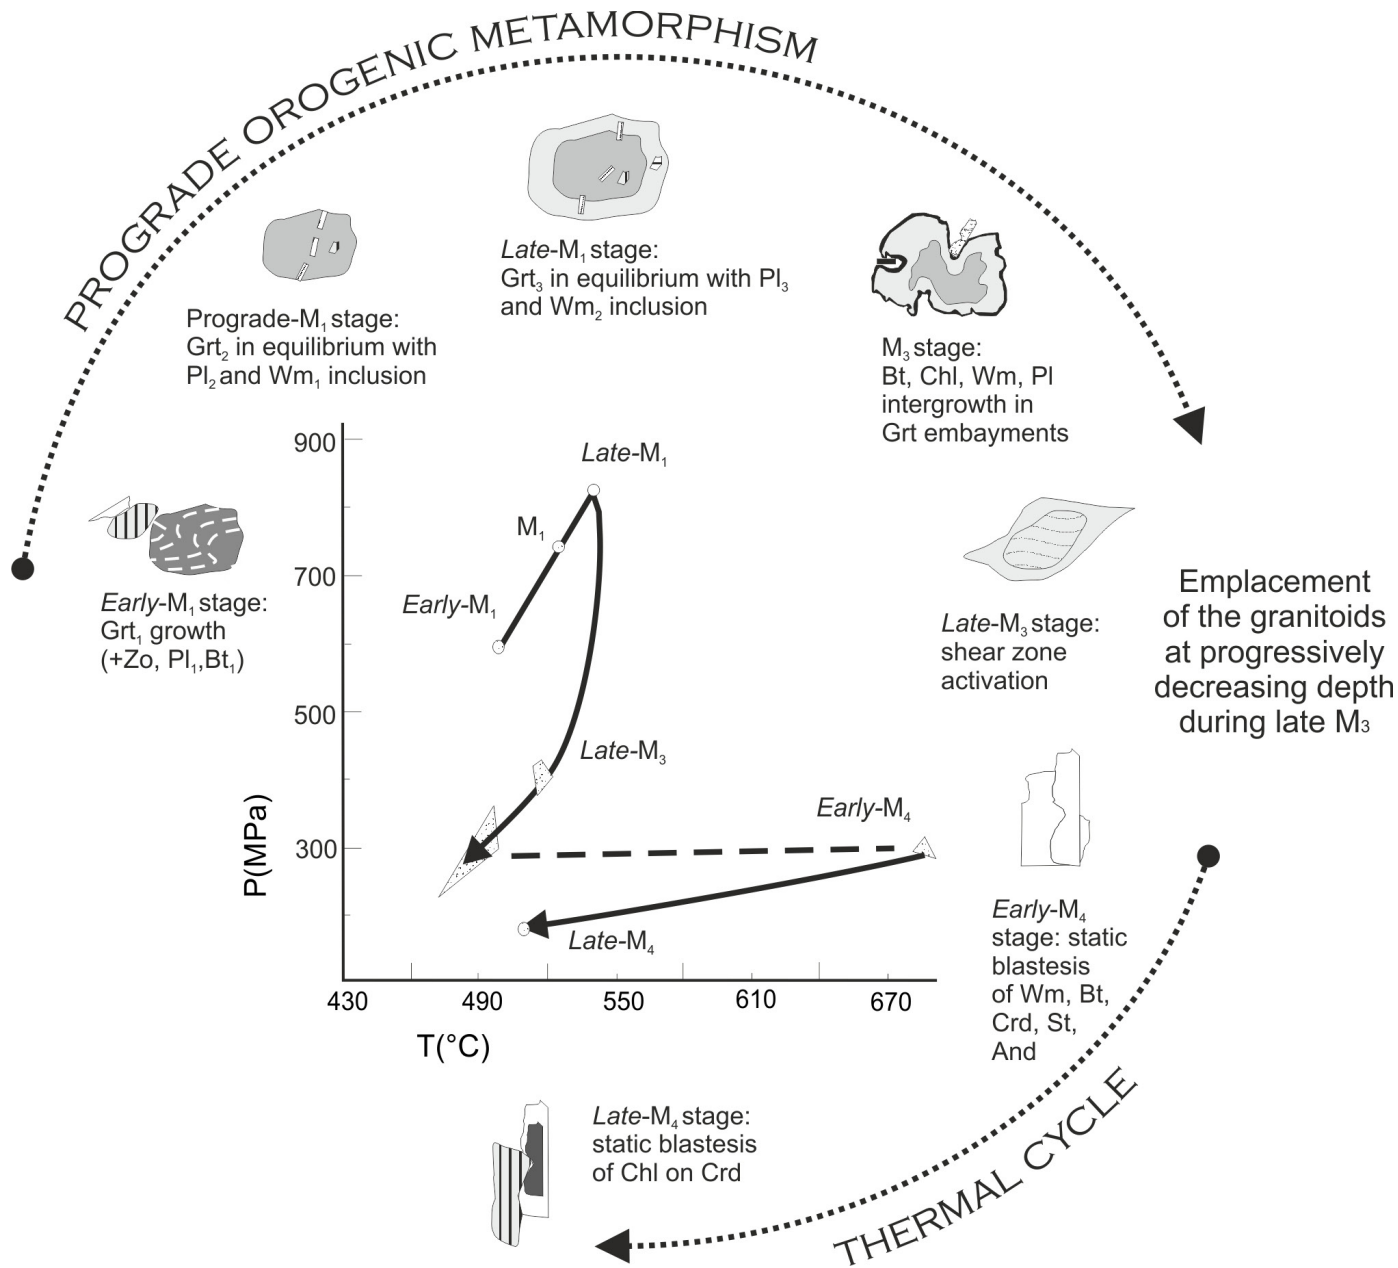 PROGRADE OROGENIC METAMORPHISM
Prograde-M₁ stage:
Grt₂ in equilibrium with
Pl₂ and Wm₁ inclusion
Late-M₁ stage:
Grt₃ in equilibrium with Pl₃
and Wm₂ inclusion
M₃ stage:
Bt, Chl, Wm, Pl
intergrowth in
Grt embayments
Early-M₁ stage:
Grt₁ growth
(+Zo, Pl₁,Bt₁)
900
700
500
300
P(MPa)
430
490
550
610
670
T(°C)
Late-M₁
M₁
Early-M₁
Late-M₃
Early-M₄
Late-M₄
Late-M₃ stage:
shear zone
activation
Emplacement
of the granitoids
at progressively
decreasing depth
during late M₃
Early-M₄
stage: static
blastesis
of Wm, Bt,
Crd, St,
And
Late-M₄ stage:
static blastesis
of Chl on Crd
THERMAL CYCLE